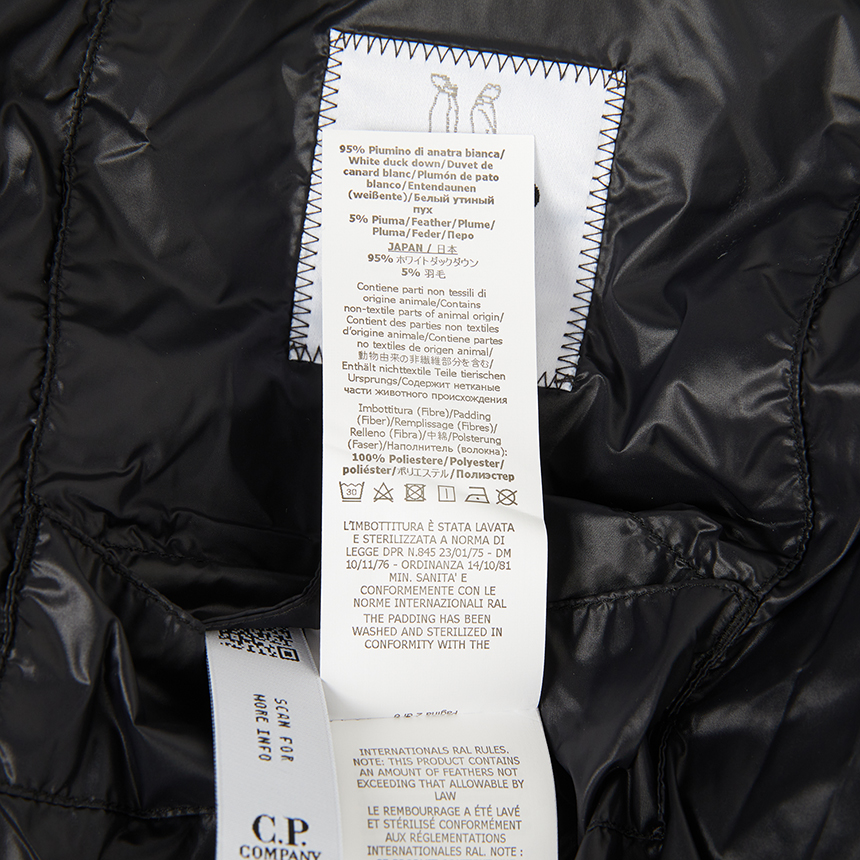 95% Piumino di anatra bianca/
White duck down/Duvet de
canard blanc/Plumón de pato
blanco/Entendaunen
(weißente)/Белый утиный
пух
5% Piuma/Feather/Plume/
Pluma/Feder/Перо
JAPAN / 日本
95% ホワイトダックダウン
5% 羽毛
Contiene parti non tessili di
origine animale/Contains
non-textile parts of animal origin/
Contient des parties non textiles
d'origine animale/Contiene partes
no textiles de origen animal/
動物由来の非繊維部分を含む/
Enthält nichttextile Teile tierischen
Ursprungs/Содержит нетканые
части животного происхождения
Imbottitura (Fibre)/Padding
(Fiber)/Remplissage (Fibres)/
Relleno (Fibra)/中綿/Polsterung
(Faser)/Наполнитель (волокна):
100% Poliestere/Polyester/
poliéster/ポリエステル/Полиэстер
30
L'IMBOTTITURA È STATA LAVATA
E STERILIZZATA A NORMA DI
LEGGE DPR N.845 23/01/75 - DM
10/11/76 - ORDINANZA 14/10/81
MIN. SANITA' E
CONFORMEMENTE CON LE
NORME INTERNAZIONALI RAL
THE PADDING HAS BEEN
WASHED AND STERILIZED IN
CONFORMITY WITH THE
Pagina 2 di 6
INTERNATIONALS RAL RULES.
NOTE: THIS PRODUCT CONTAINS
AN AMOUNT OF FEATHERS NOT
EXCEEDING THAT ALLOWABLE BY
LAW
LE REMBOURRAGE A ÉTÉ LAVÉ
ET STÉRILISÉ CONFORMÉMENT
AUX RÉGLEMENTATIONS
INTERNATIONALES RAL. NOTE:
SCAN FOR
MORE INFO
C.P.
COMPANY